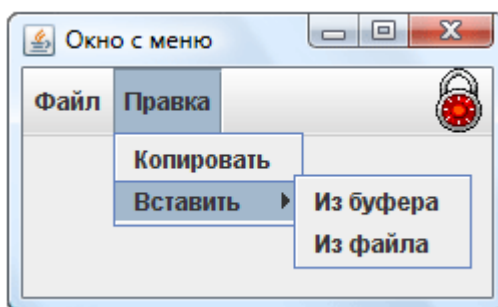 Окно с меню
Файл Правка
Копировать
Вставить
Из буфера
Из файла